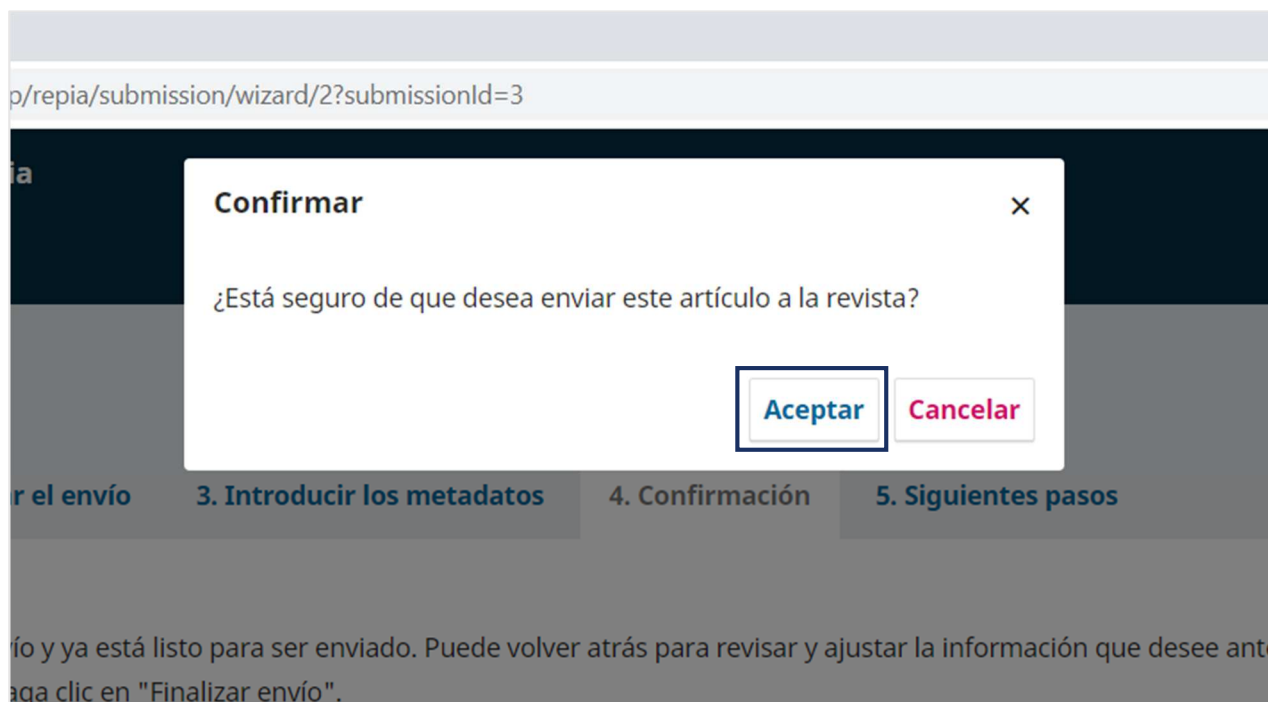 p/repia/submission/wizard/2?submissionId=3
ia
Confirmar
¿Está seguro de que desea enviar este artículo a la revista?
Aceptar Cancelar
r el envío 3. Introducir los metadatos 4. Confirmación 5. Siguientes pasos
ío y ya está listo para ser enviado. Puede volver atrás para revisar y ajustar la información que desee ant
aga clic en "Finalizar envío".